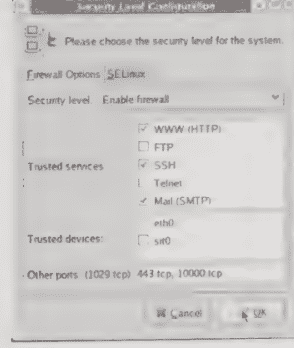 Security Level Configuration
Please choose the security level for the system.
Firewall Options SELinux
Security level: Enable firewall
WWW (HTTP)
FTP
Trusted services
SSH
Telnet
Mail (SMTP)
eth0
Trusted devices:
sit0
Other ports: (1029:tcp) 443:tcp, 10000:tcp
Cancel OK